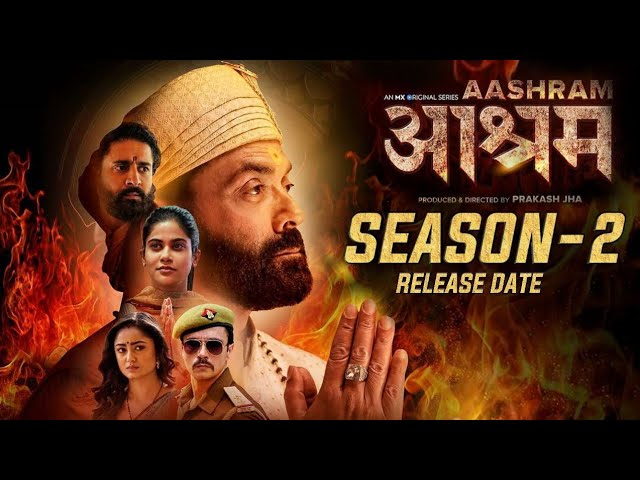 AN MX ORIGINAL SERIES AASHRAM
आश्रम
PRODUCED & DIRECTED BY PRAKASH JHA
SEASON-2
RELEASE DATE